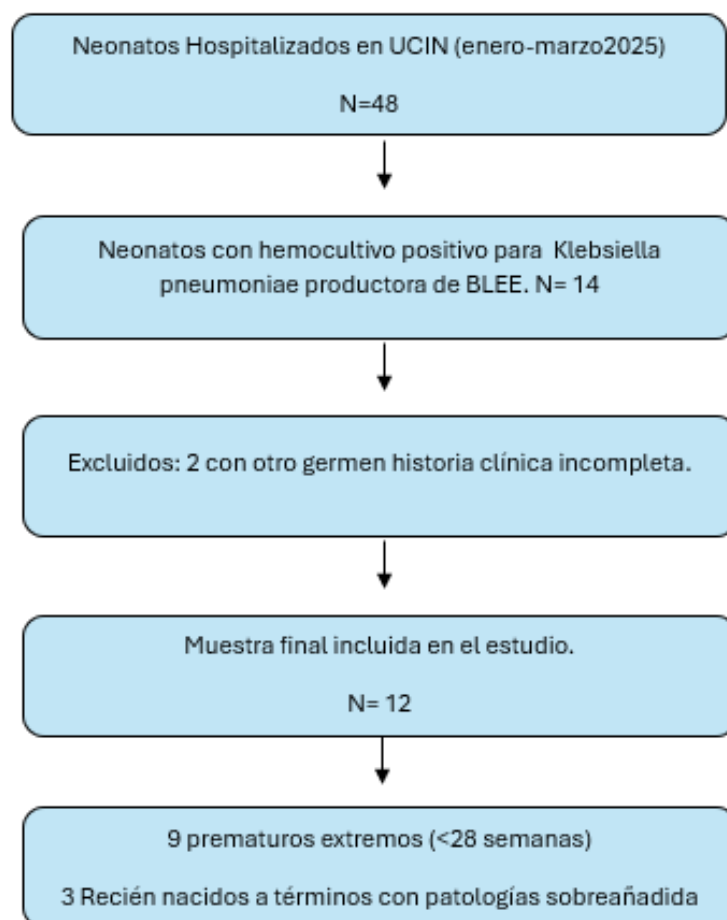 Neonatos Hospitalizados en UCIN (enero-marzo2025)
N=48
Neonatos con hemocultivo positivo para Klebsiella
pneumoniae productora de BLEE. N= 14
Excluidos: 2 con otro germen historia clínica incompleta.
Muestra final incluida en el estudio.
N= 12
9 prematuros extremos (<28 semanas)
3 Recién nacidos a términos con patologías sobreañadida